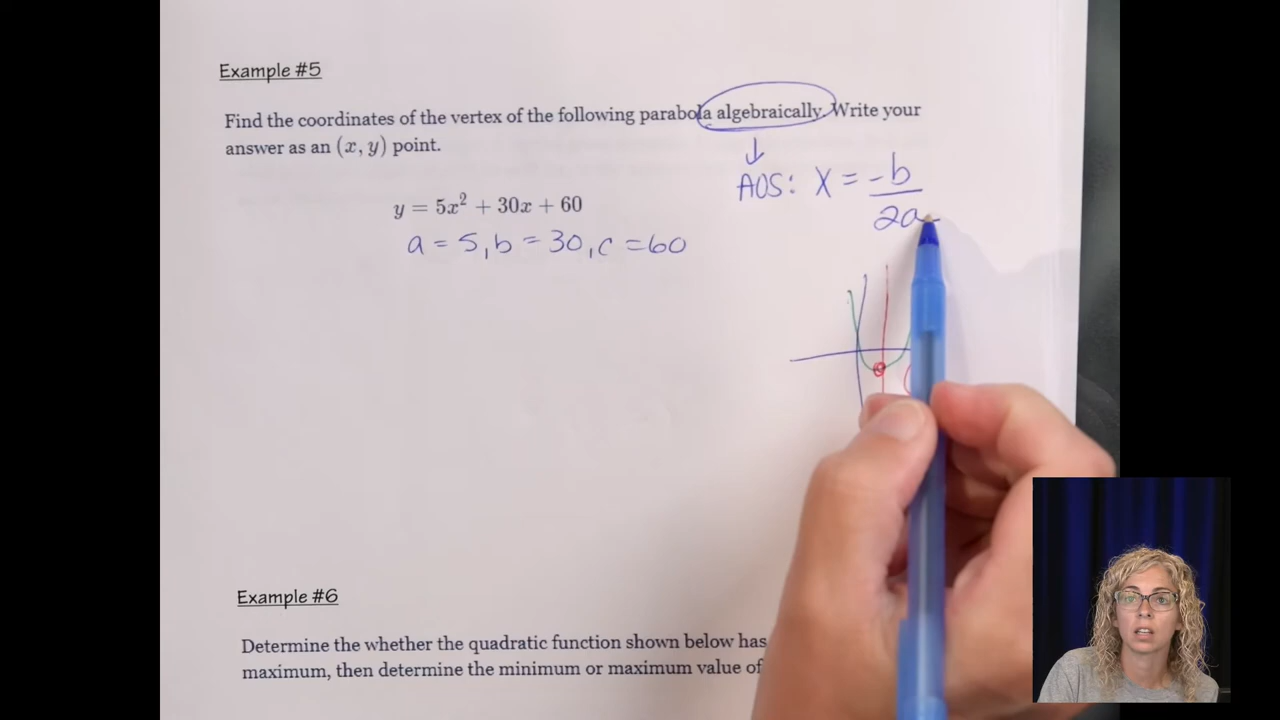 Example #5
Find the coordinates of the vertex of the following parabola algebraically. Write your
answer as an (x, y) point.
AOS: X = -b/2a
y = 5x² + 30x + 60
a = 5, b = 30, c = 60
Example #6
Determine the whether the quadratic function shown below has
maximum, then determine the minimum or maximum value of